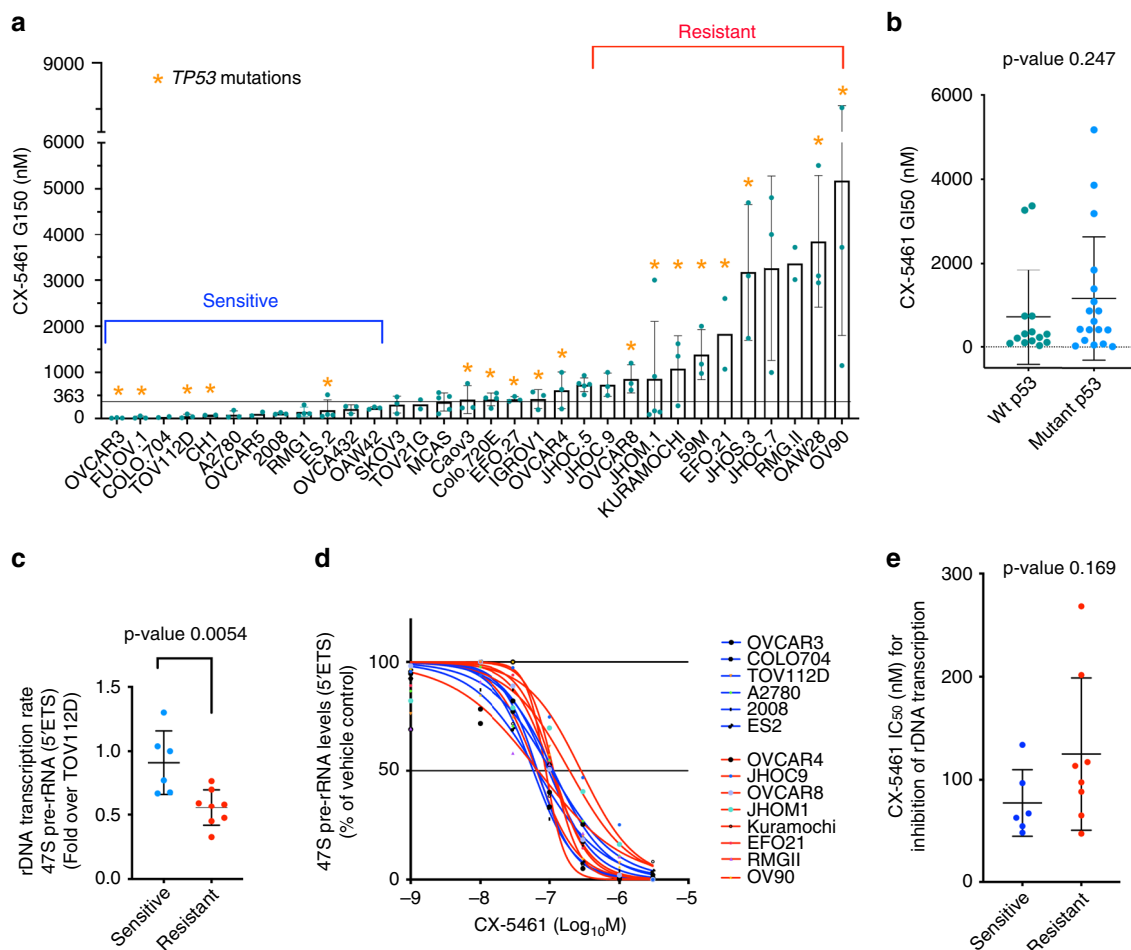 a
Resistant
* TP53 mutations
CX-5461 G150 (nM)
9000
6000
5000
4000
3000
2000
1000
363
0
Sensitive
OVCAR3
FU.OV.1
COLO.704
TOV112D
CH1
A2780
OVCAR5
2008
RMG1
ES.2
OVCA432
OAW42
SKOV3
TOV21G
MCAS
Caov3
Colo.720E
EFO.27
IGROV1
OVCAR4
JHOC.5
JHOC.9
OVCAR8
JHOM.1
KURAMOCHI
59M
EFO.21
JHOS.3
JHOC.7
RMG.II
OAW28
OV90
b
p-value 0.247
CX-5461 GI50 (nM)
6000
4000
2000
0
Wt p53
Mutant p53
c
p-value 0.0054
rDNA transcription rate
47S pre-rRNA (5′ETS)
(Fold over TOV112D)
1.5
1.0
0.5
0.0
Sensitive
Resistant
d
47S pre-rRNA levels (5′ETS)
(% of vehicle control)
100
50
0
−9
−8
−7
−6
−5
CX-5461 (Log10M)
OVCAR3
COLO704
TOV112D
A2780
2008
ES2
OVCAR4
JHOC9
OVCAR8
JHOM1
Kuramochi
EFO21
RMGII
OV90
e
p-value 0.169
CX-5461 IC50 (nM) for
inhibition of rDNA transcription
300
200
100
0
Sensitive
Resistant